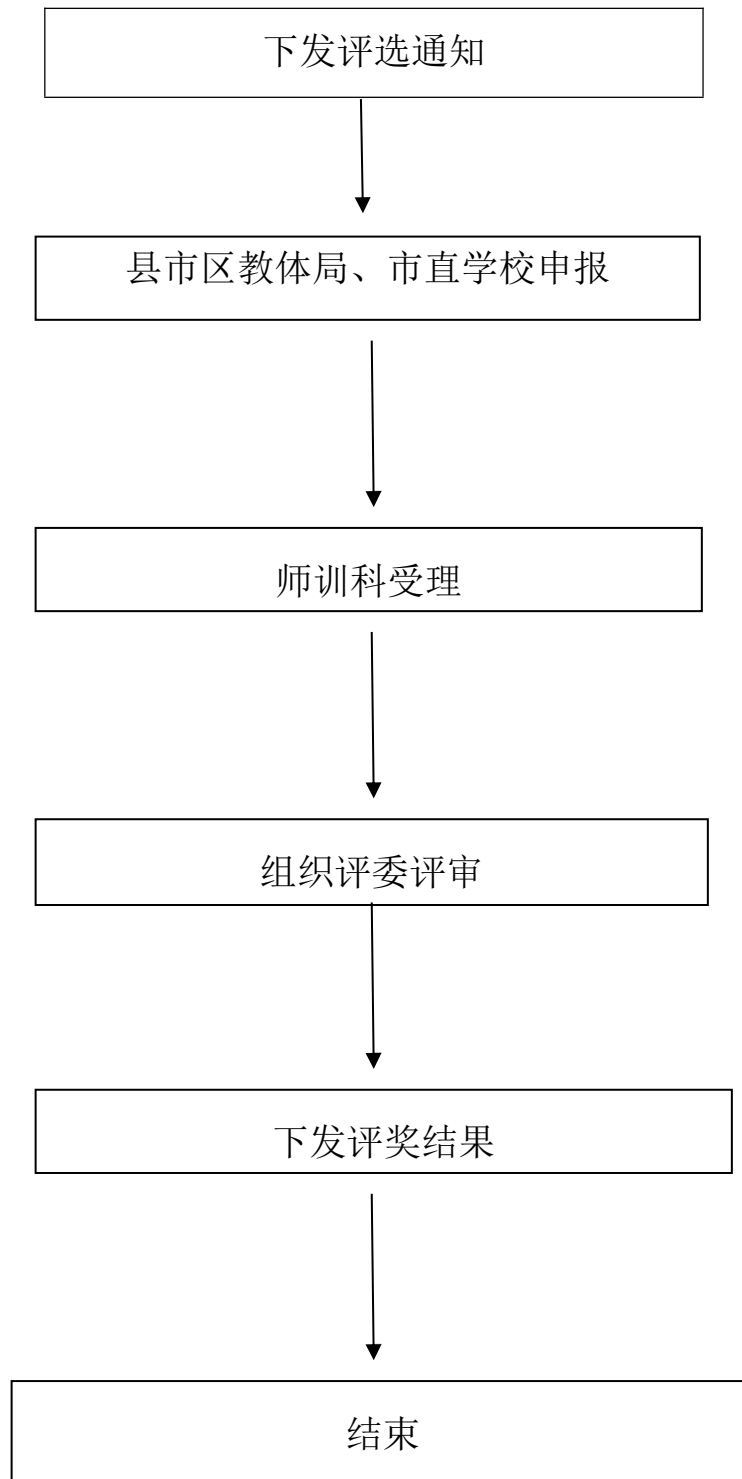 下发评选通知
县市区教体局、市直学校申报
师训科受理
组织评委评审
下发评奖结果
结束